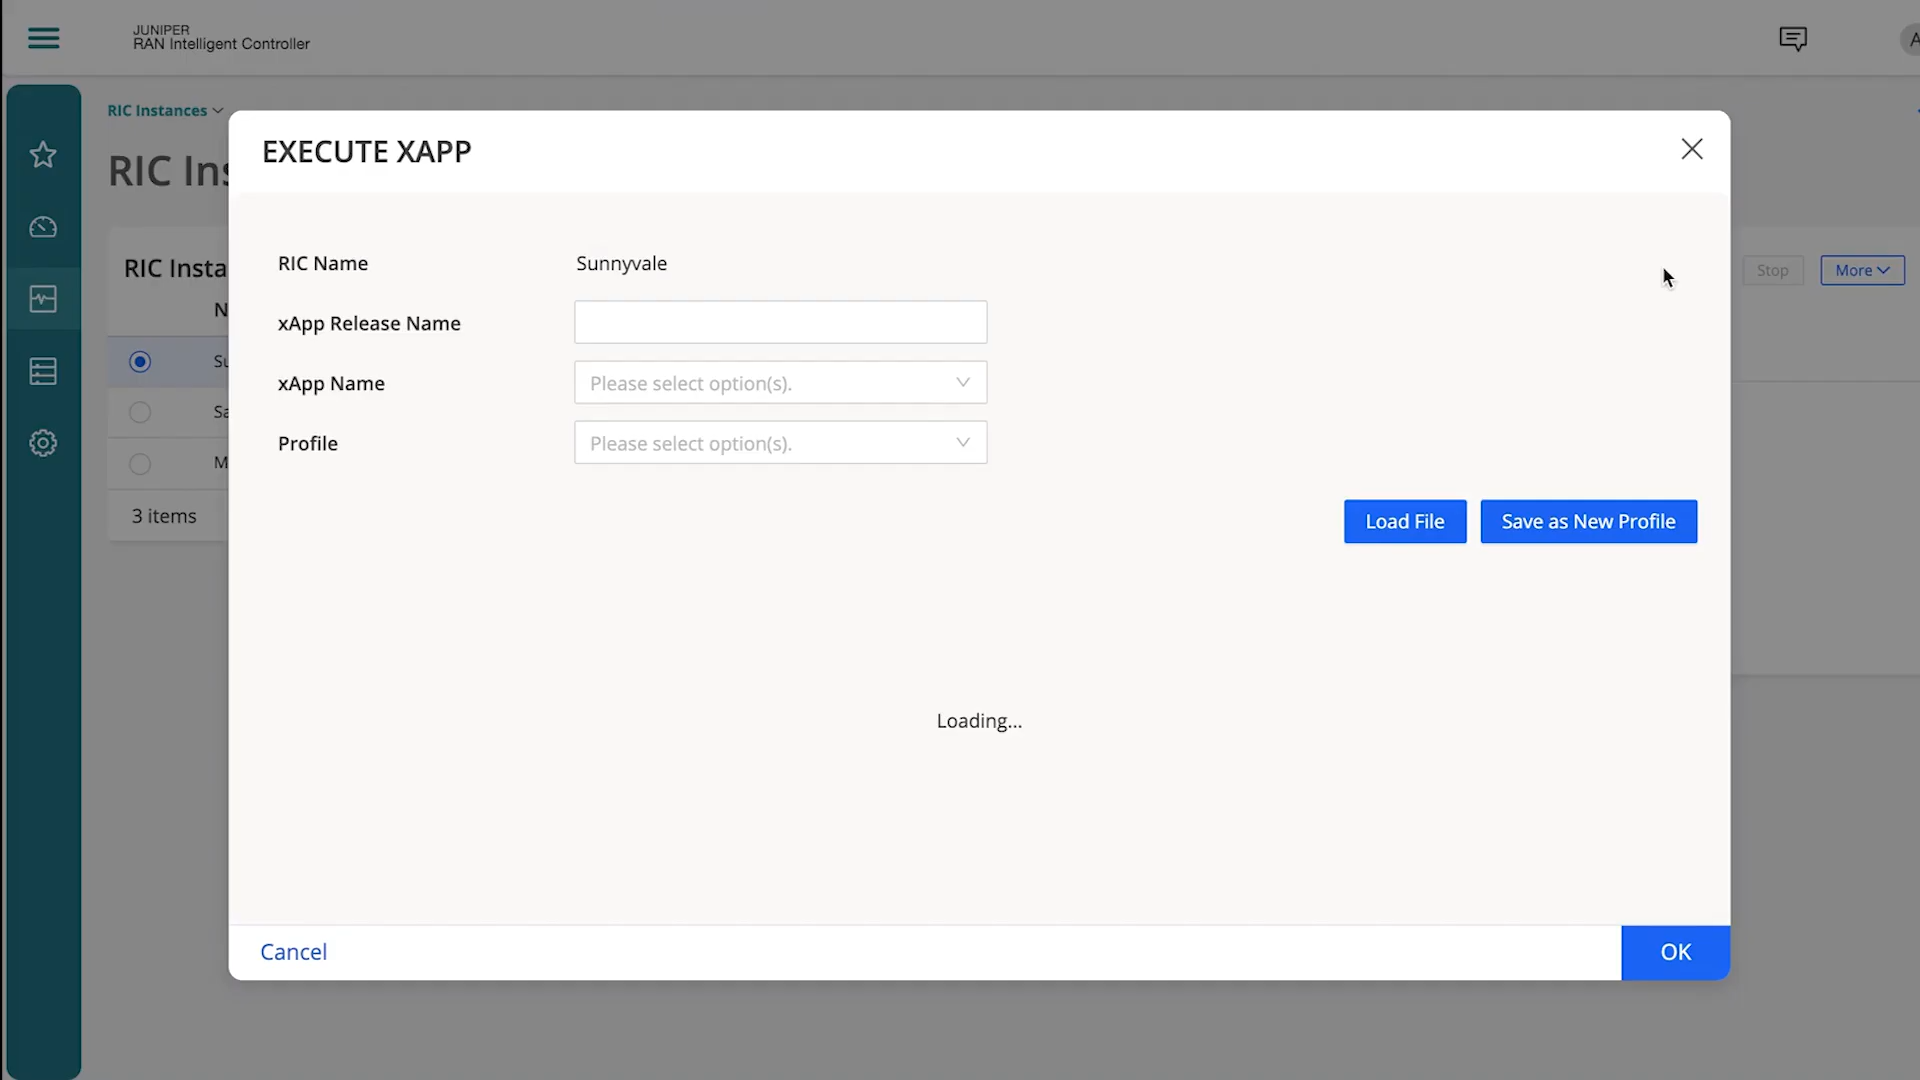 JUNIPER
RAN Intelligent Controller
A
RIC Instances
RIC Ins
EXECUTE XAPP
RIC Insta
N
Su
Sa
M
3 items
Stop
More
RIC Name
Sunnyvale
xApp Release Name
xApp Name
Please select option(s).
Profile
Please select option(s).
Load File
Save as New Profile
Loading...
Cancel
OK